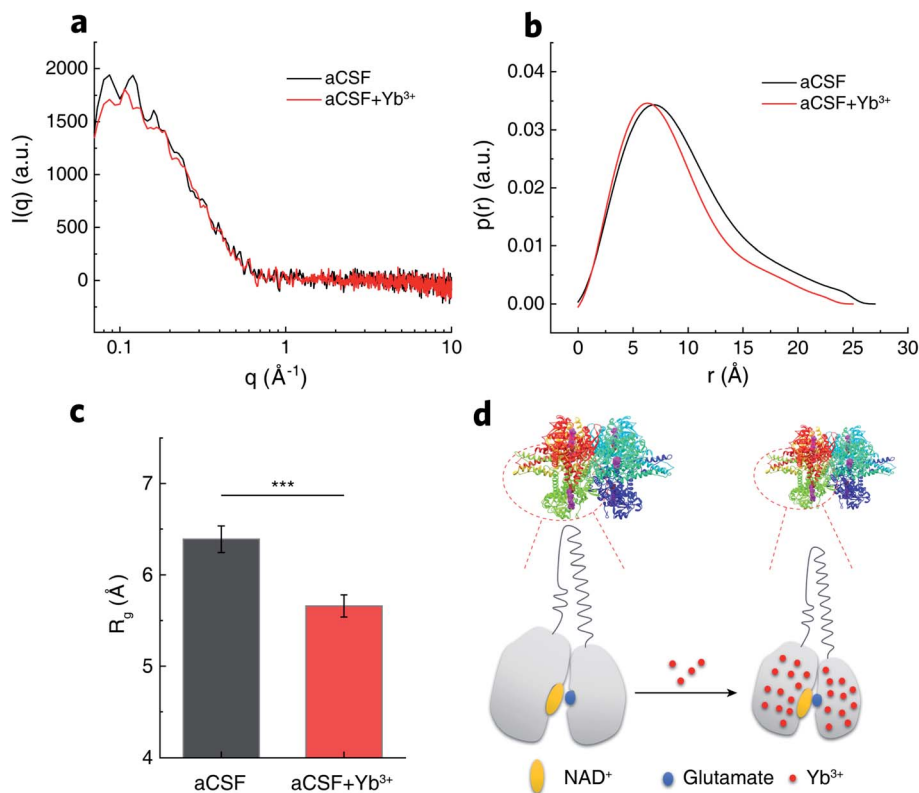 a
I(q) (a.u.)
2000
1500
1000
500
0
0.1
1
10
q (Å⁻¹)
aCSF
aCSF+Yb³⁺
b
p(r) (a.u.)
0.04
0.03
0.02
0.01
0.00
0
5
10
15
20
25
30
r (Å)
aCSF
aCSF+Yb³⁺
c
R_g (Å)
7
6
5
4
***
aCSF
aCSF+Yb³⁺
d
NAD⁺
Glutamate
Yb³⁺